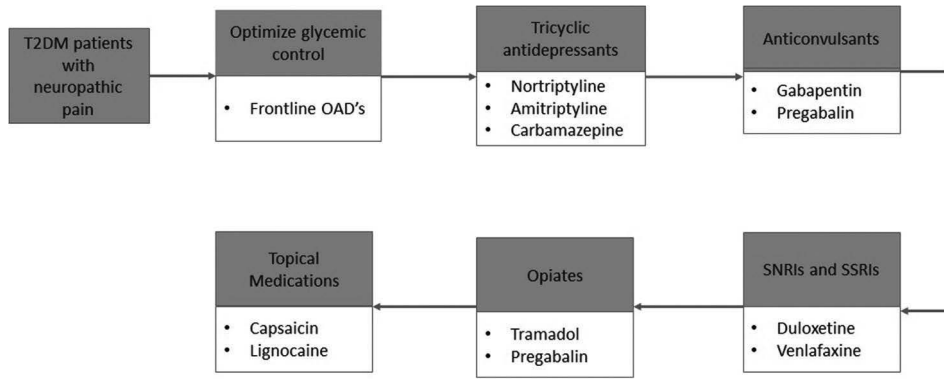 T2DM patients
with
neuropathic
pain
Optimize glycemic
control
• Frontline OAD's
Tricyclic
antidepressants
• Nortriptyline
• Amitriptyline
• Carbamazepine
Anticonvulsants
• Gabapentin
• Pregabalin
SNRIs and SSRIs
• Duloxetine
• Venlafaxine
Opiates
• Tramadol
• Pregabalin
Topical
Medications
• Capsaicin
• Lignocaine